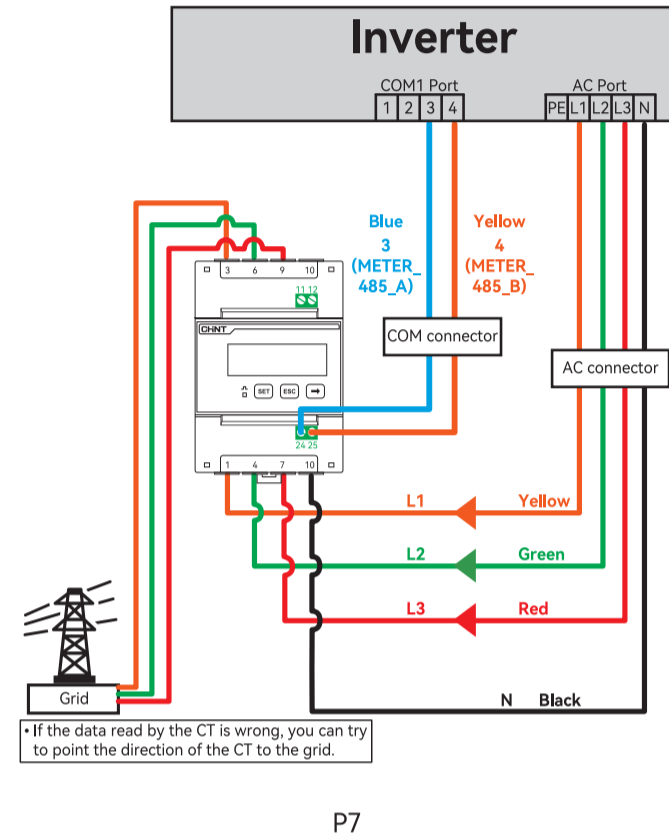 Inverter
COM1 Port
AC Port
1 2 3 4
PE L1 L2 L3 N
Blue
3
(METER_
485_A)
Yellow
4
(METER_
485_B)
3 6 9 10
11 12
CHNT
COM connector
AC connector
SET ESC →
24 25
1 4 7 10
L1 Yellow
L2 Green
L3 Red
N Black
Grid
• If the data read by the CT is wrong, you can try
to point the direction of the CT to the grid.
P7